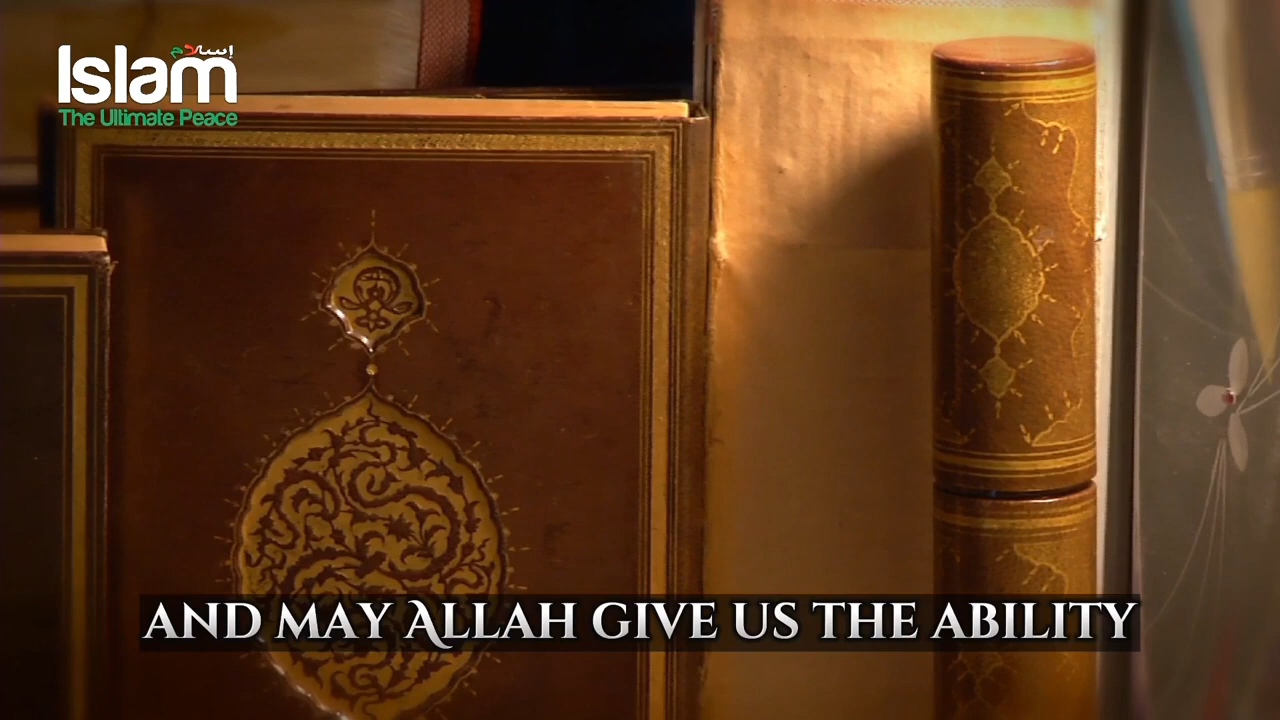 إسلام
Islam
The Ultimate Peace
AND MAY ALLAH GIVE US THE ABILITY